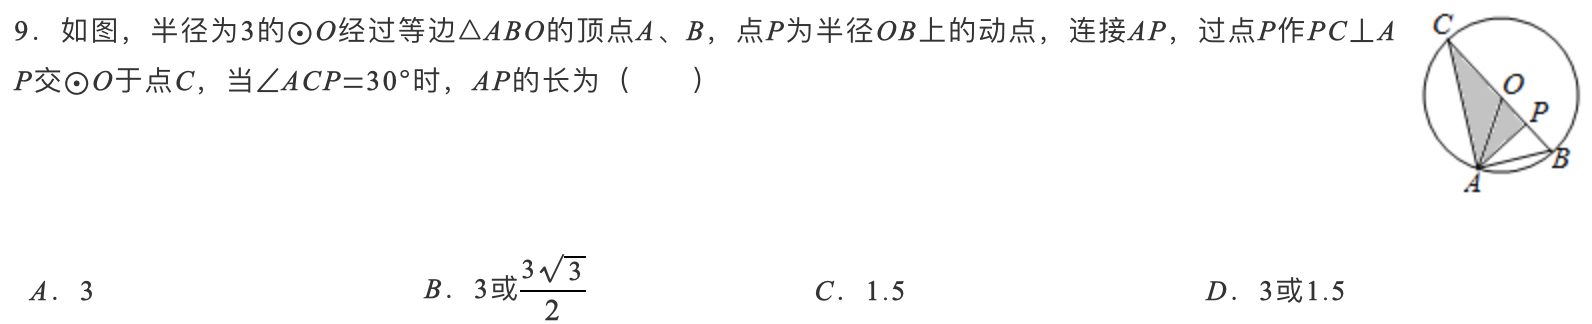 9．如图，半径为3的⊙O经过等边△ABO的顶点A、B，点P为半径OB上的动点，连接AP，过点P作PC⊥A
P交⊙O于点C，当∠ACP=30°时，AP的长为（　　）
C
O
P
B
A
A．3
B．3或3√3/2
C．1.5
D．3或1.5